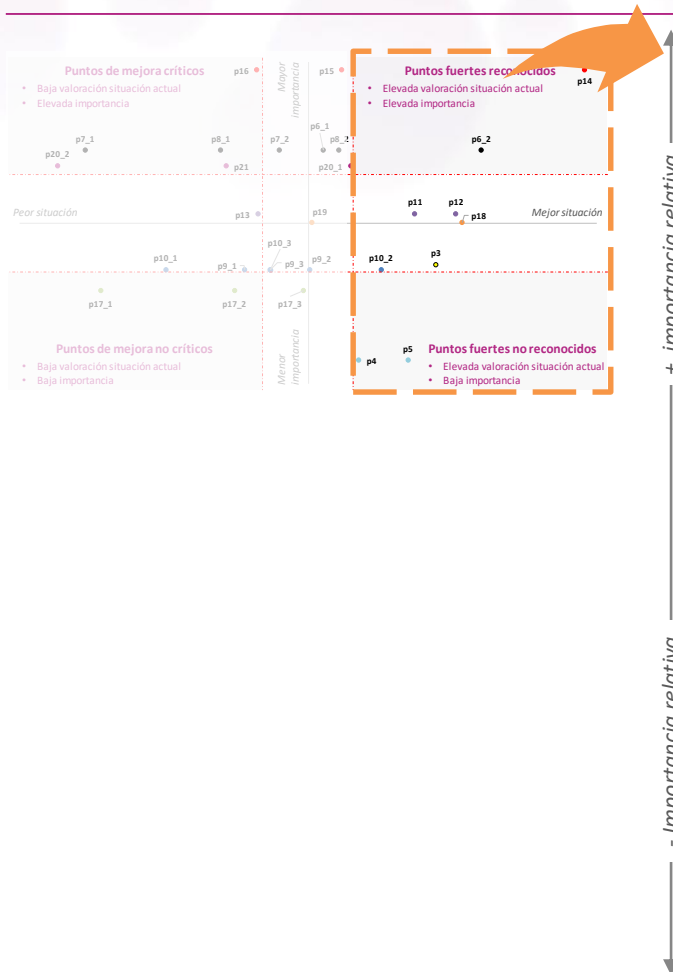 Puntos de mejora críticos
• Baja valoración situación actual
• Elevada importancia
p16
Mayor importancia
p15
Puntos fuertes reconocidos
• Elevada valoración situación actual
• Elevada importancia
p14
p7_1
p20_2
p8_1
p21
p7_2
p6_1
p8_2
p20_1
p6_2
Peor situación
p13
p19
p11
p12
p18
Mejor situación
p10_1
p9_1
p10_3
p9_3
p9_2
p10_2
p3
p17_1
p17_2
p17_3
Puntos de mejora no críticos
• Baja valoración situación actual
• Baja importancia
Menor importancia
p4
p5
Puntos fuertes no reconocidos
• Elevada valoración situación actual
• Baja importancia
+ importancia relativa
- Importancia relativa